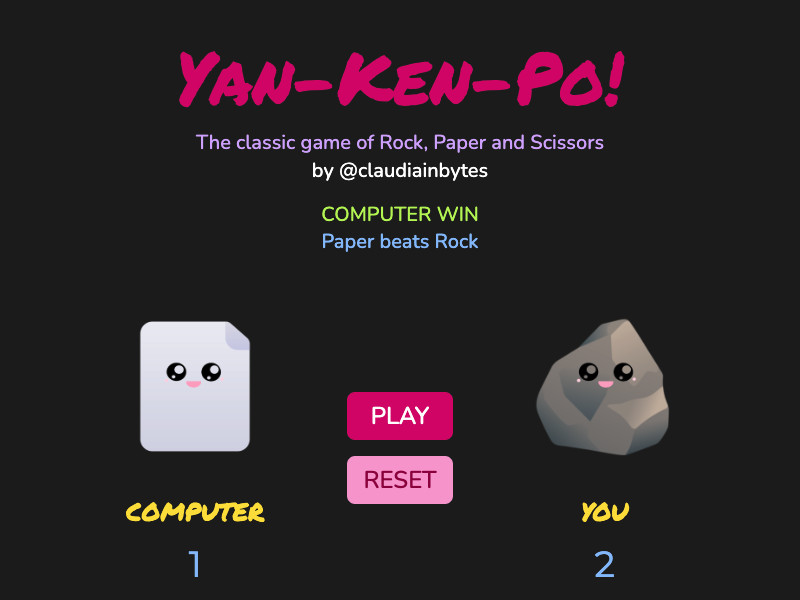 Yan-Ken-Po!
The classic game of Rock, Paper and Scissors
by @claudiainbytes
COMPUTER WIN
Paper beats Rock
PLAY
RESET
COMPUTER
YOU
1
2